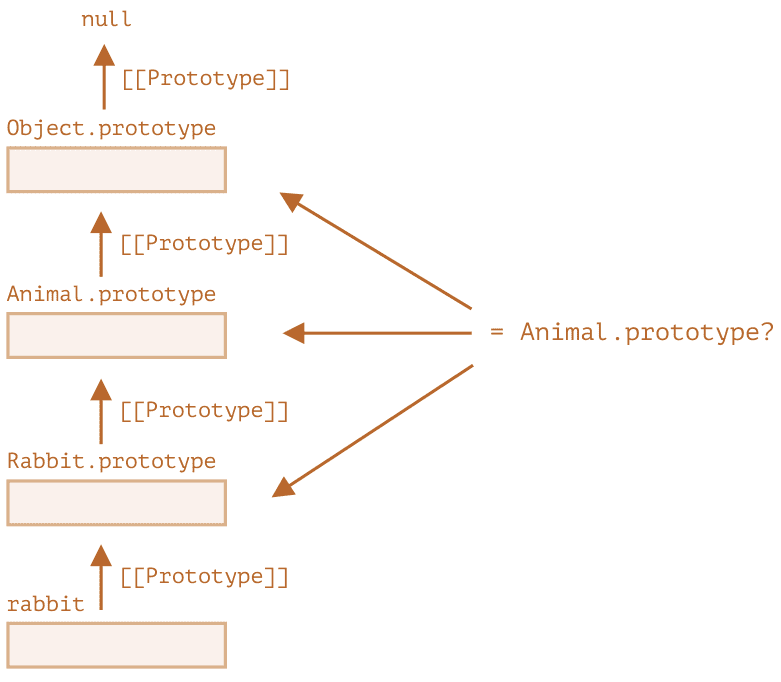 null
[[Prototype]]
Object.prototype
[[Prototype]]
Animal.prototype
= Animal.prototype?
[[Prototype]]
Rabbit.prototype
[[Prototype]]
rabbit